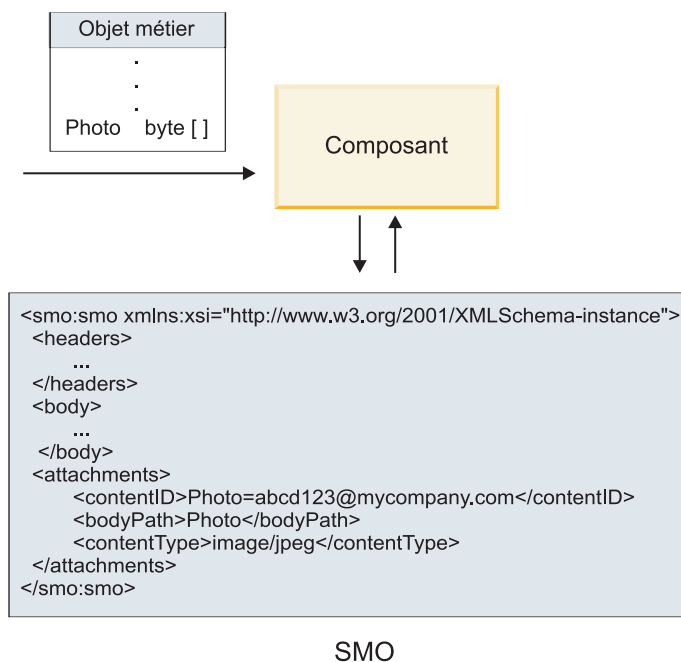 Objet métier
.
.
.
Photo byte [ ]
Composant
<smo:smo xmlns:xsi="http://www.w3.org/2001/XMLSchema-instance">
<headers>
...
</headers>
<body>
...
</body>
<attachments>
<contentID>Photo=abcd123@mycompany.com</contentID>
<bodyPath>Photo</bodyPath>
<contentType>image/jpeg</contentType>
</attachments>
</smo:smo>
SMO